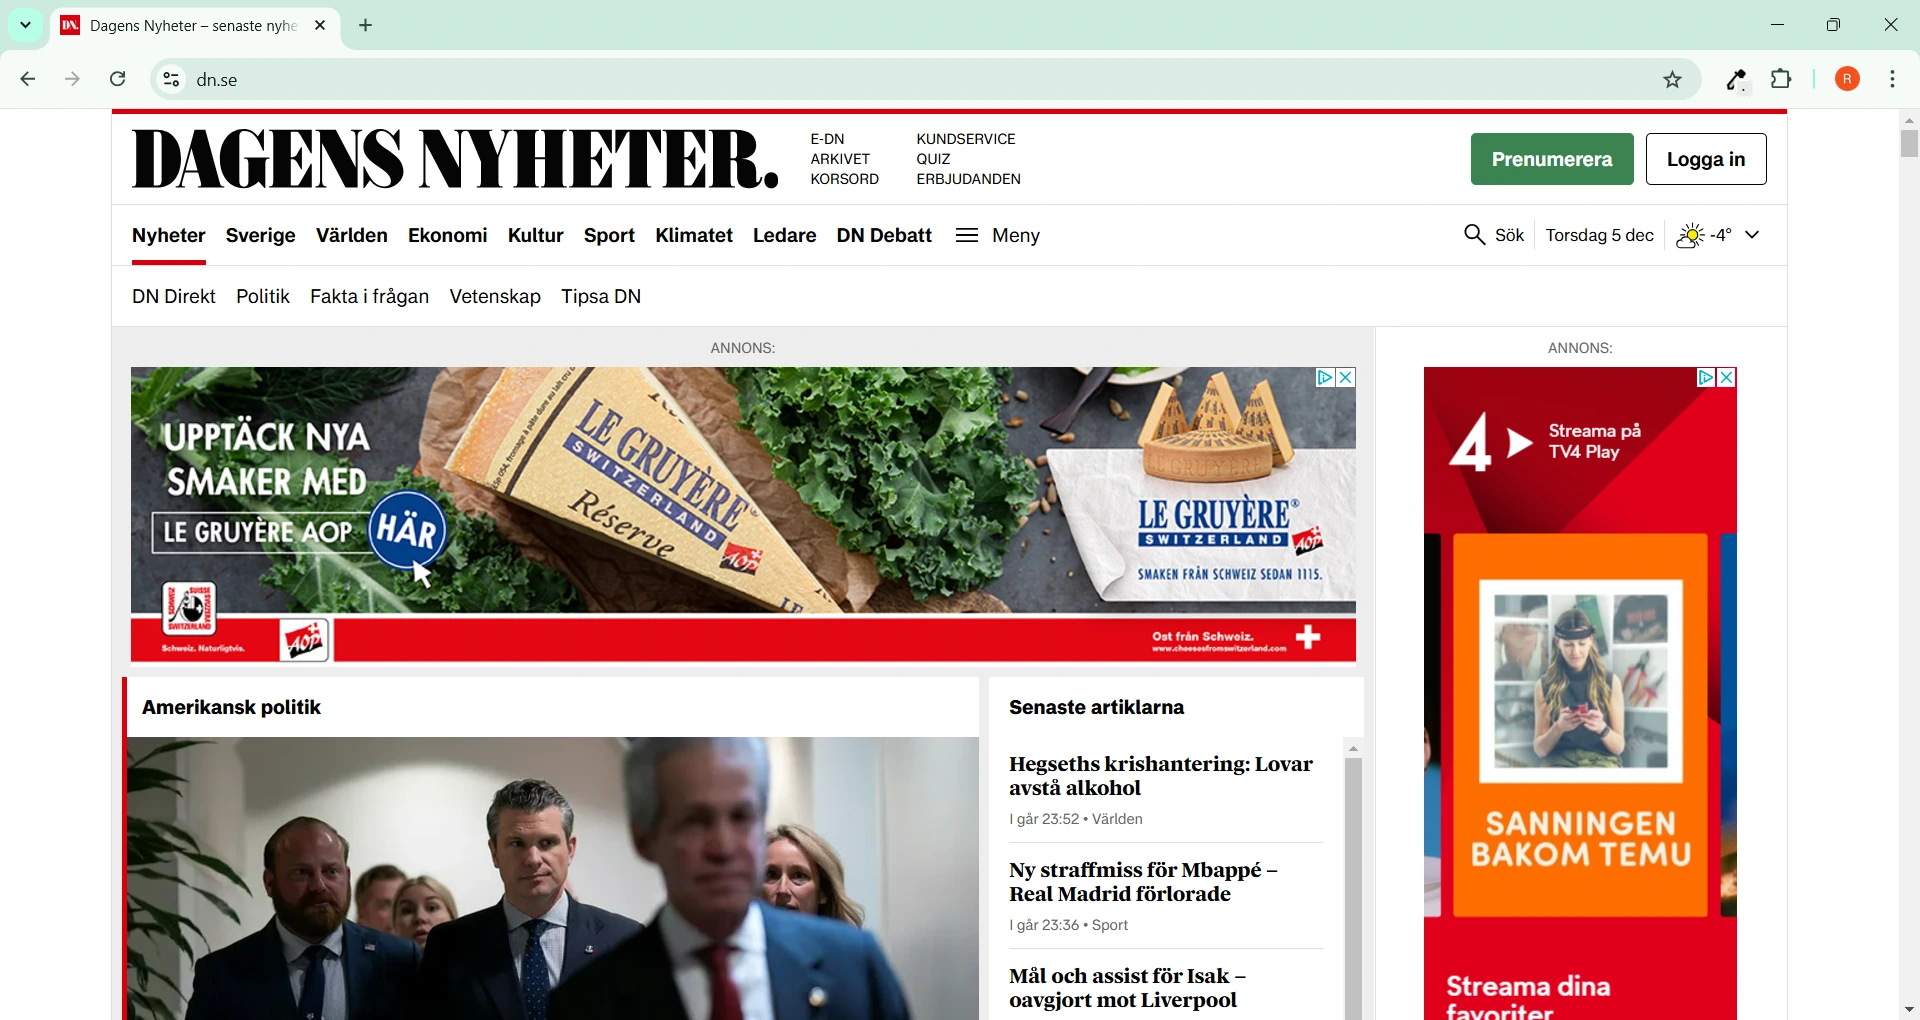 Dagens Nyheter – senaste nyhe
dn.se
R
DAGENS NYHETER.
E-DN
ARKIVET
KORSORD
KUNDSERVICE
QUIZ
ERBJUDANDEN
Prenumerera
Logga in
Nyheter Sverige Världen Ekonomi Kultur Sport Klimatet Ledare DN Debatt Meny
Sök Torsdag 5 dec -4°
DN Direkt Politik Fakta i frågan Vetenskap Tipsa DN
ANNONS:
UPPTÄCK NYA
SMAKER MED
LE GRUYÈRE AOP HÄR
LE GRUYÈRE
SWITZERLAND
Réserve
AOP
LE GRUYÈRE®
SWITZERLAND
AOP
SMAKEN FRÅN SCHWEIZ SEDAN 1115.
SCHWEIZ
SUISSE
SVIZZERA
SWITZERLAND
Schweiz. Naturligtvis.
AOP
Ost från Schweiz.
www.cheesesfromswitzerland.com
Amerikansk politik
Senaste artiklarna
Hegseths krishantering: Lovar
avstå alkohol
I går 23:52 • Världen
Ny straffmiss för Mbappé –
Real Madrid förlorade
I går 23:36 • Sport
Mål och assist för Isak –
oavgjort mot Liverpool
ANNONS:
4
Streama på
TV4 Play
SANNINGEN
BAKOM TEMU
Streama dina
favoriter